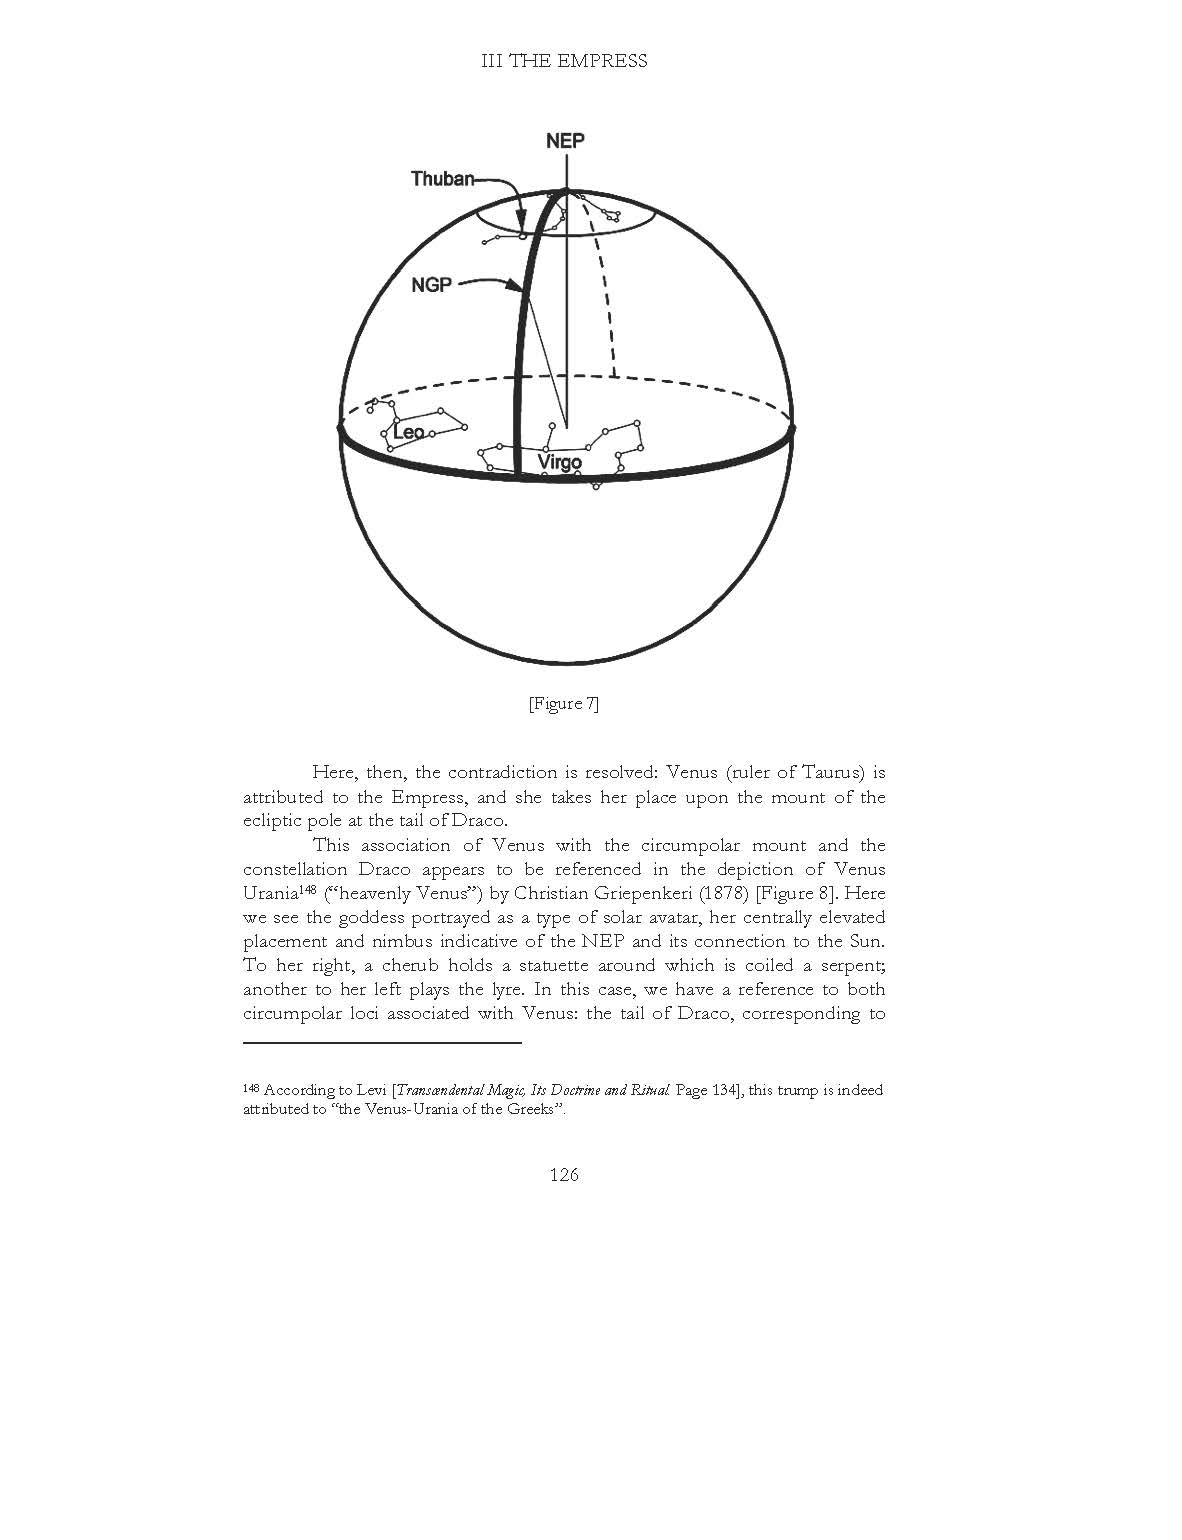 III THE EMPRESS
NEP
Thuban
NGP
Leo
Virgo
[Figure 7]
Here, then, the contradiction is resolved: Venus (ruler of Taurus) is
attributed to the Empress, and she takes her place upon the mount of the
ecliptic pole at the tail of Draco.
This association of Venus with the circumpolar mount and the
constellation Draco appears to be referenced in the depiction of Venus
Urania¹⁴⁸ (“heavenly Venus”) by Christian Griepenkeri (1878) [Figure 8]. Here
we see the goddess portrayed as a type of solar avatar, her centrally elevated
placement and nimbus indicative of the NEP and its connection to the Sun.
To her right, a cherub holds a statuette around which is coiled a serpent;
another to her left plays the lyre. In this case, we have a reference to both
circumpolar loci associated with Venus: the tail of Draco, corresponding to
¹⁴⁸ According to Levi [Transcendental Magic, Its Doctrine and Ritual. Page 134], this trump is indeed
attributed to “the Venus-Urania of the Greeks”.
126